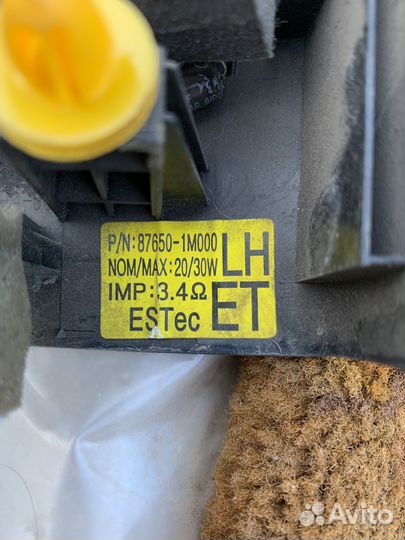 P/N: 87650-1M000
NOM/MAX: 20/30W
LH
IMP: 3.4Ω
ESTec
ET
Avito